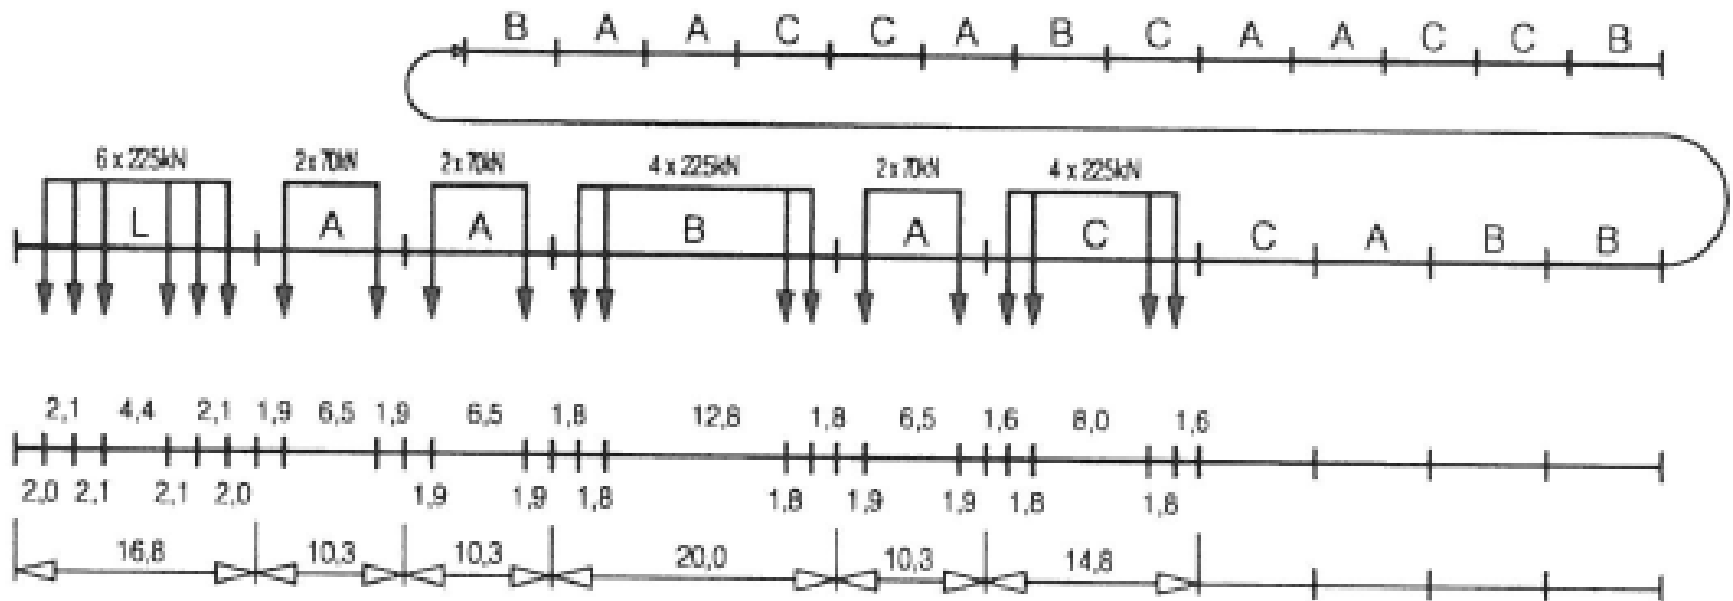 B A A C C A B C A A C C B
6 x 225kN 2 x 70kN 2 x 70kN 4 x 225kN 2 x 70kN 4 x 225kN
L A A B A C C A B B
2,1 4,4 2,1 1,9 6,5 1,9 6,5 1,8 12,8 1,8 6,5 1,6 8,0 1,6
2,0 2,1 2,1 2,0 1,9 1,9 1,8 1,8 1,9 1,9 1,8 1,8
16,8 10,3 10,3 20,0 10,3 14,8